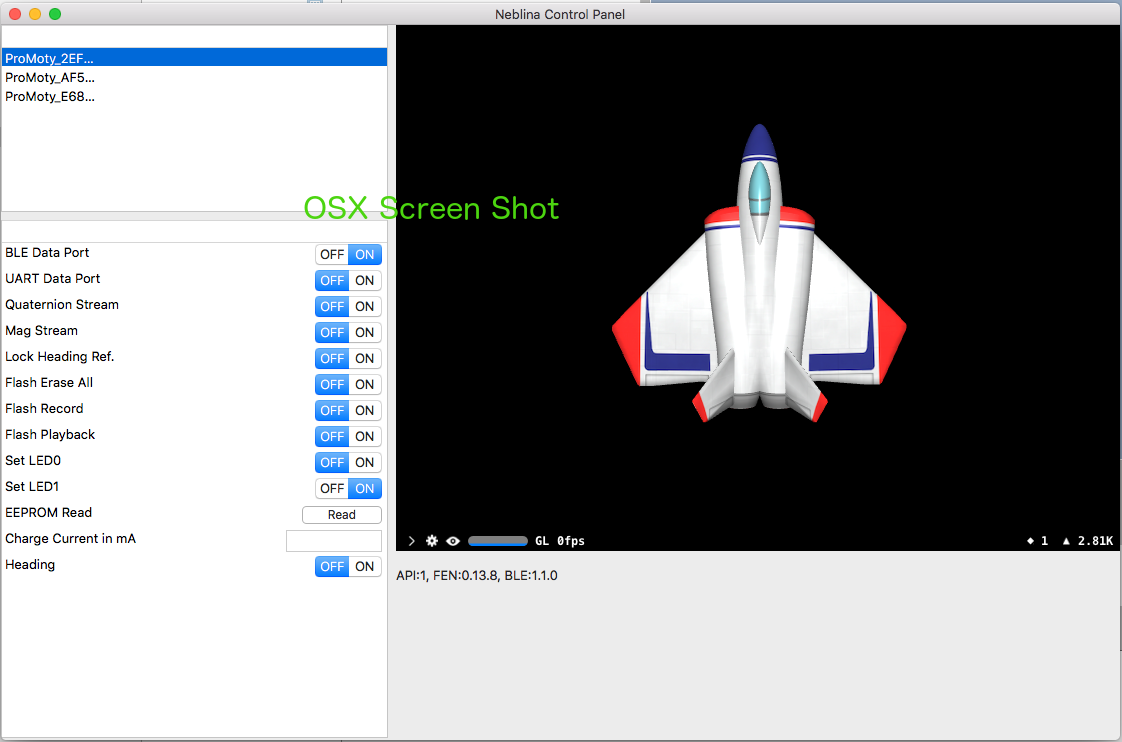 Neblina Control Panel
ProMoty_2EF...
ProMoty_AF5...
ProMoty_E68...
OSX Screen Shot
BLE Data Port OFF ON
UART Data Port OFF ON
Quaternion Stream OFF ON
Mag Stream OFF ON
Lock Heading Ref. OFF ON
Flash Erase All OFF ON
Flash Record OFF ON
Flash Playback OFF ON
Set LED0 OFF ON
Set LED1 OFF ON
EEPROM Read Read
Charge Current in mA
Heading OFF ON
GL 0fps
1 2.81K
API:1, FEN:0.13.8, BLE:1.1.0